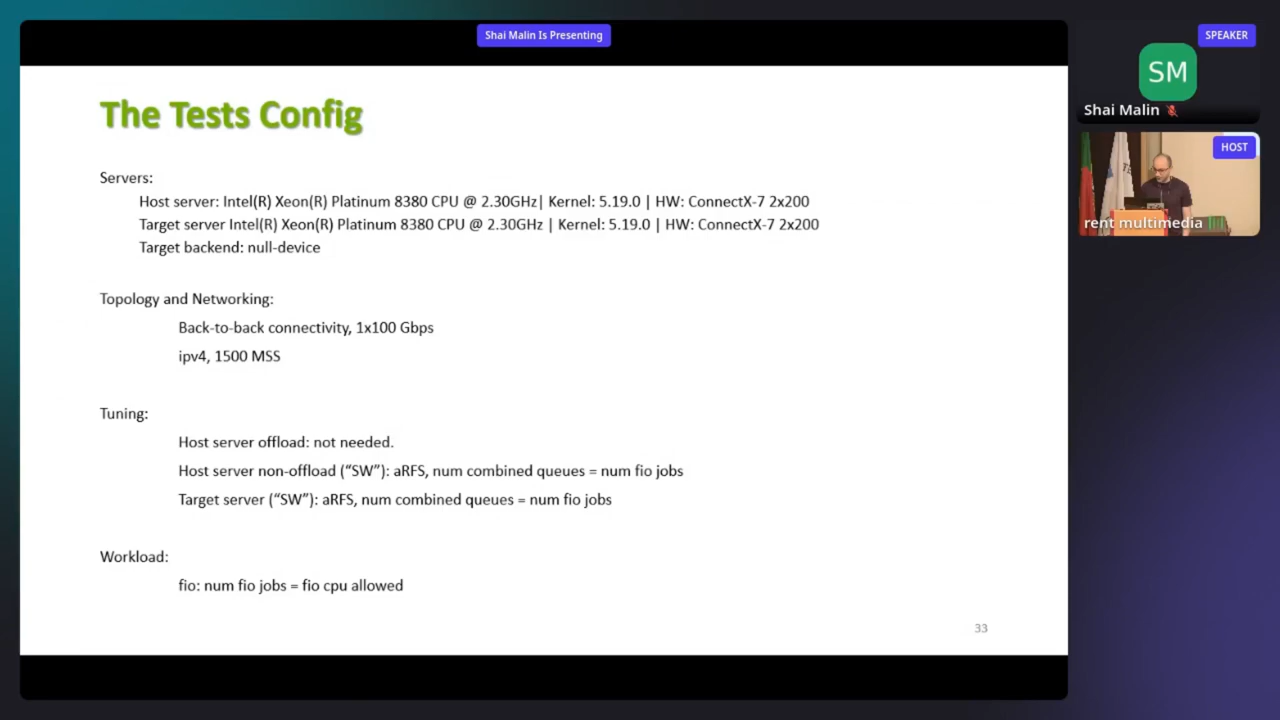 Shai Malin Is Presenting
The Tests Config
Servers:
Host server: Intel(R) Xeon(R) Platinum 8380 CPU @ 2.30GHz| Kernel: 5.19.0 | HW: ConnectX-7 2x200
Target server Intel(R) Xeon(R) Platinum 8380 CPU @ 2.30GHz | Kernel: 5.19.0 | HW: ConnectX-7 2x200
Target backend: null-device
Topology and Networking:
Back-to-back connectivity, 1x100 Gbps
ipv4, 1500 MSS
Tuning:
Host server offload: not needed.
Host server non-offload (“SW”): aRFS, num combined queues = num fio jobs
Target server (“SW”): aRFS, num combined queues = num fio jobs
Workload:
fio: num fio jobs = fio cpu allowed
33
SPEAKER
SM
Shai Malin
HOST
rent multimedia